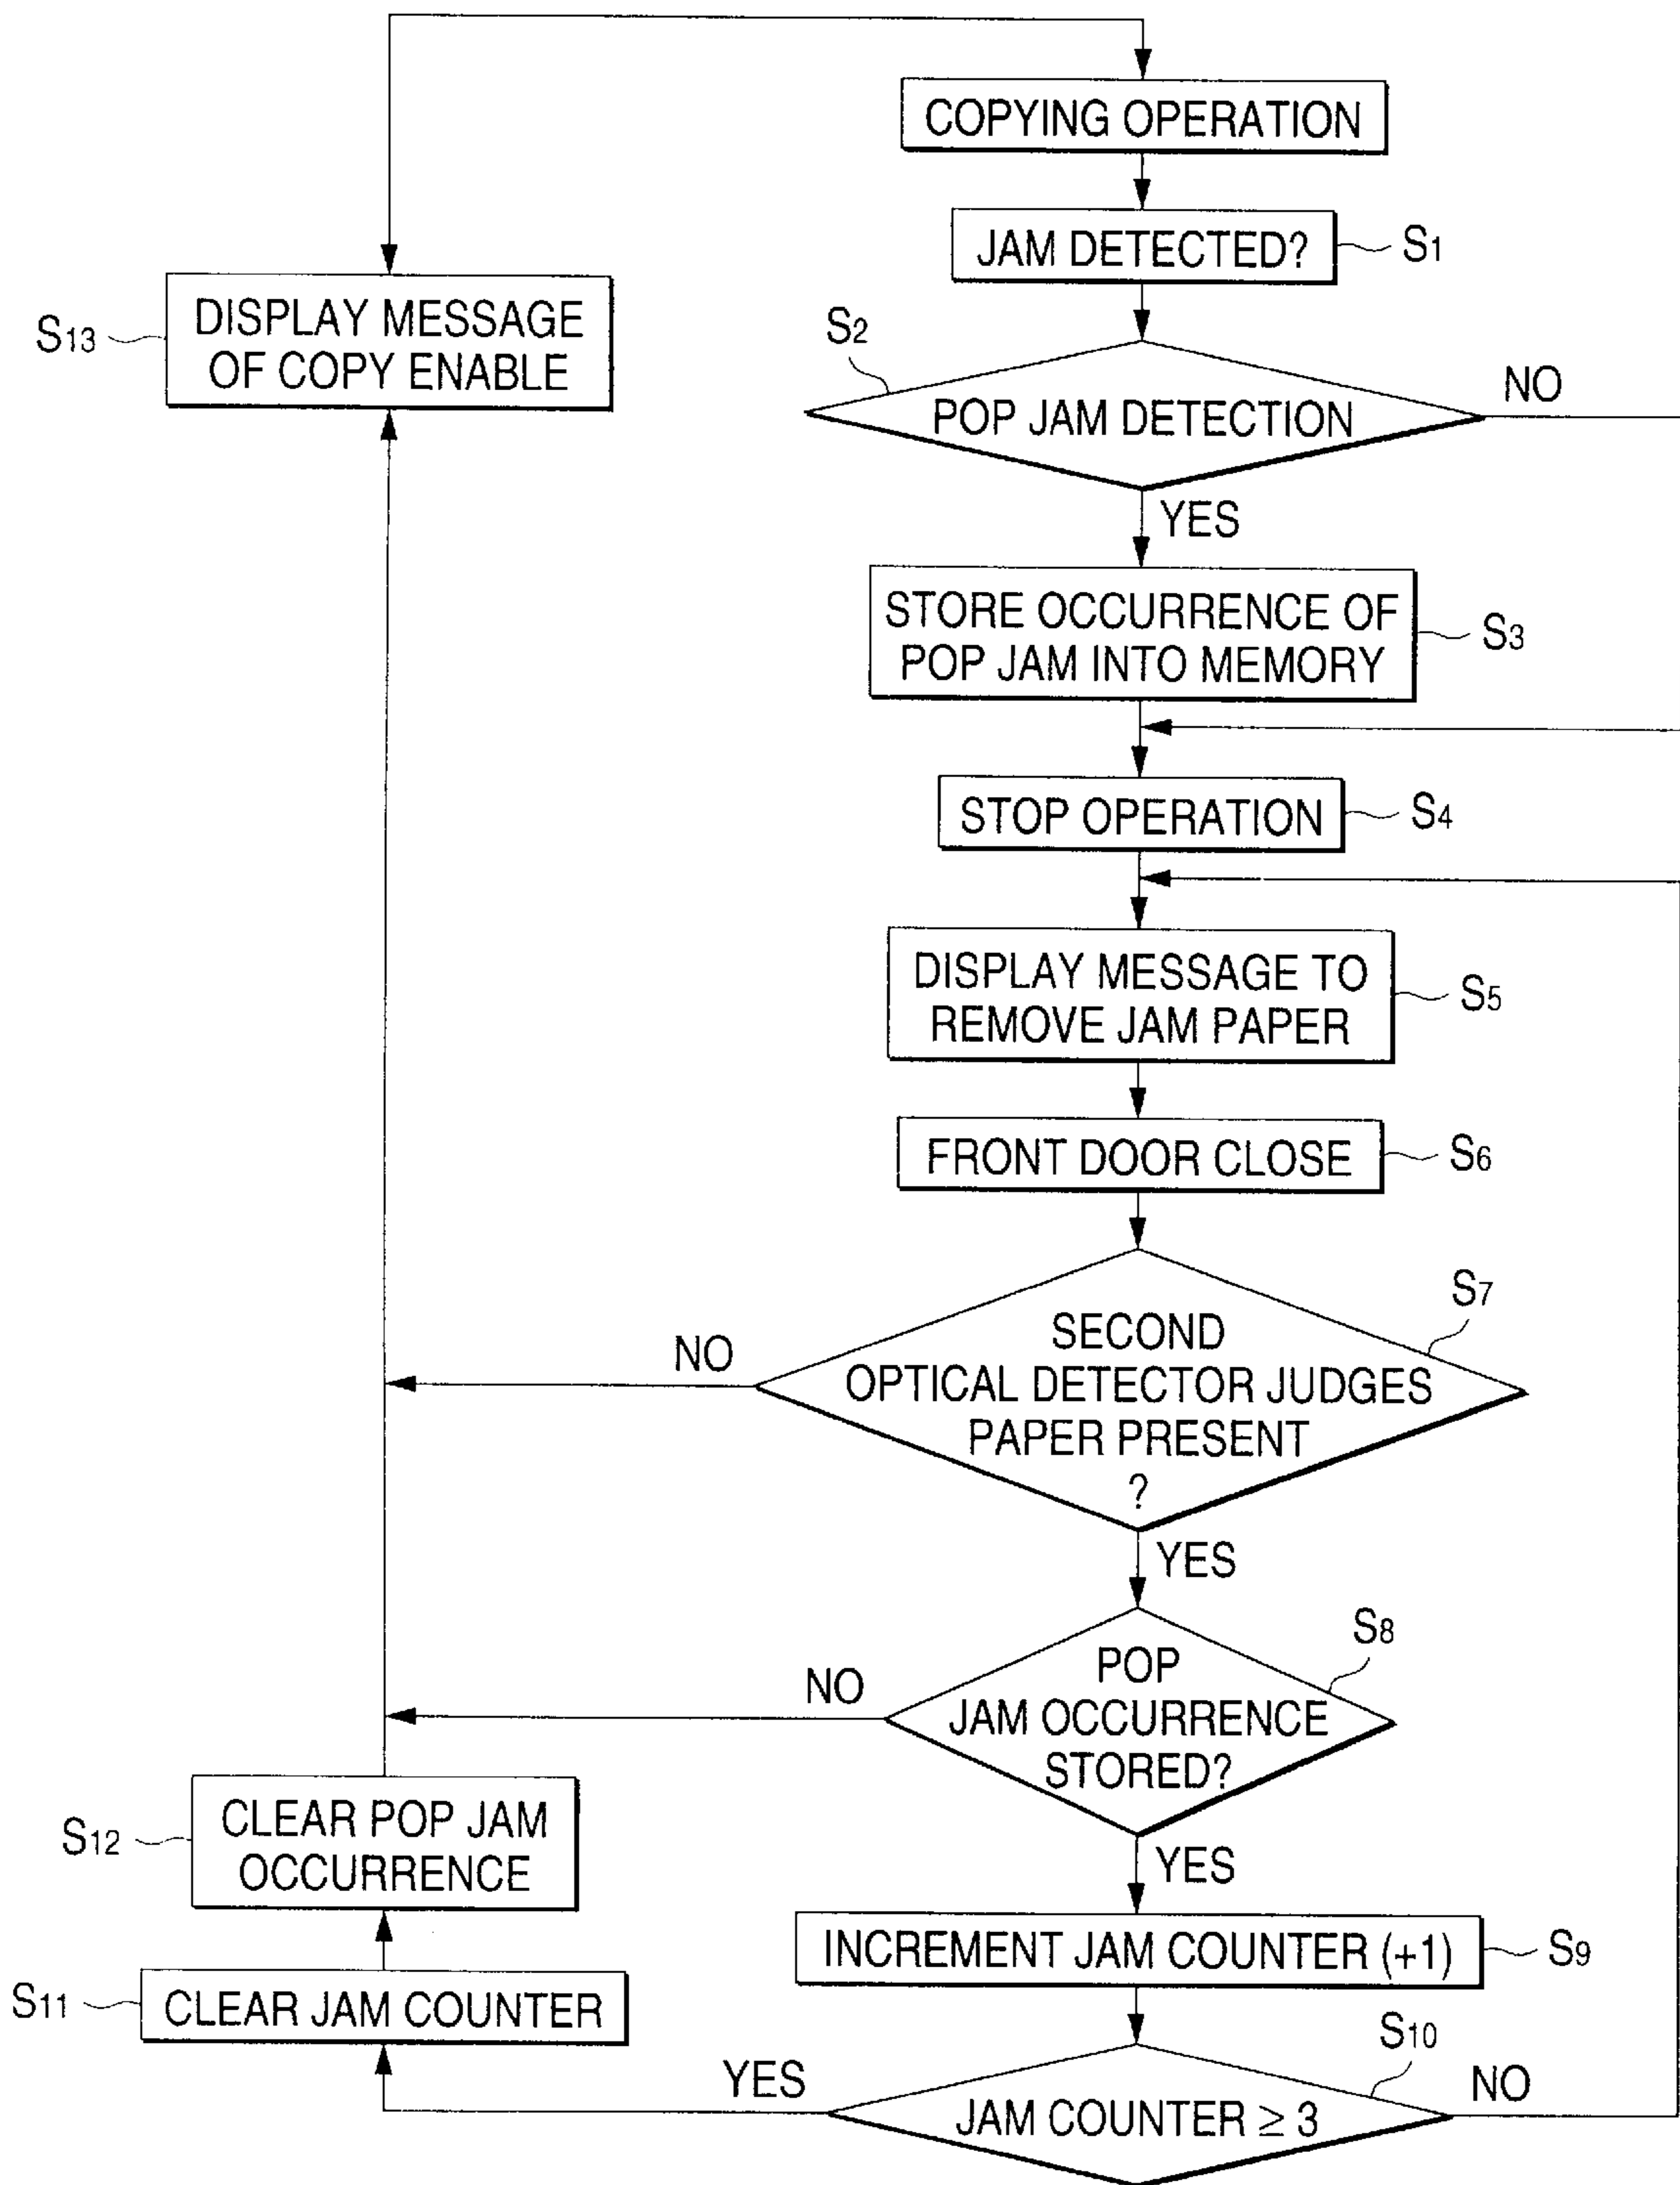 COPYING OPERATION
JAM DETECTED?
S1
S2
POP JAM DETECTION
NO
YES
DISPLAY MESSAGE
OF COPY ENABLE
S13
STORE OCCURRENCE OF
POP JAM INTO MEMORY
S3
STOP OPERATION
S4
DISPLAY MESSAGE TO
REMOVE JAM PAPER
S5
FRONT DOOR CLOSE
S6
S7
SECOND
OPTICAL DETECTOR JUDGES
PAPER PRESENT
?
NO
YES
S8
POP
JAM OCCURRENCE
STORED?
NO
YES
S12
CLEAR POP JAM
OCCURRENCE
INCREMENT JAM COUNTER (+1)
S9
S11
CLEAR JAM COUNTER
S10
YES
JAM COUNTER ≥ 3
NO